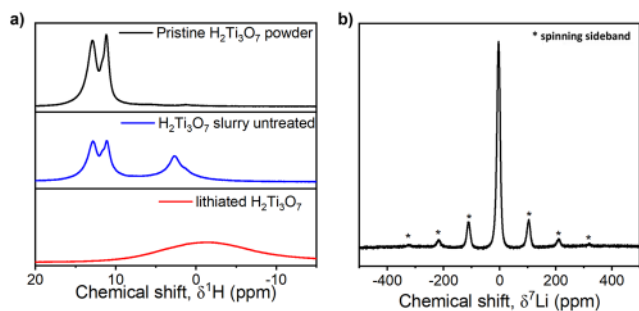 a)
Pristine H₂Ti₃O₇ powder
H₂Ti₃O₇ slurry untreated
lithiated H₂Ti₃O₇
20 10 0 -10
Chemical shift, δ¹H (ppm)
b)
* spinning sideband
* * * * * *
-400 -200 0 200 400
Chemical shift, δ⁷Li (ppm)